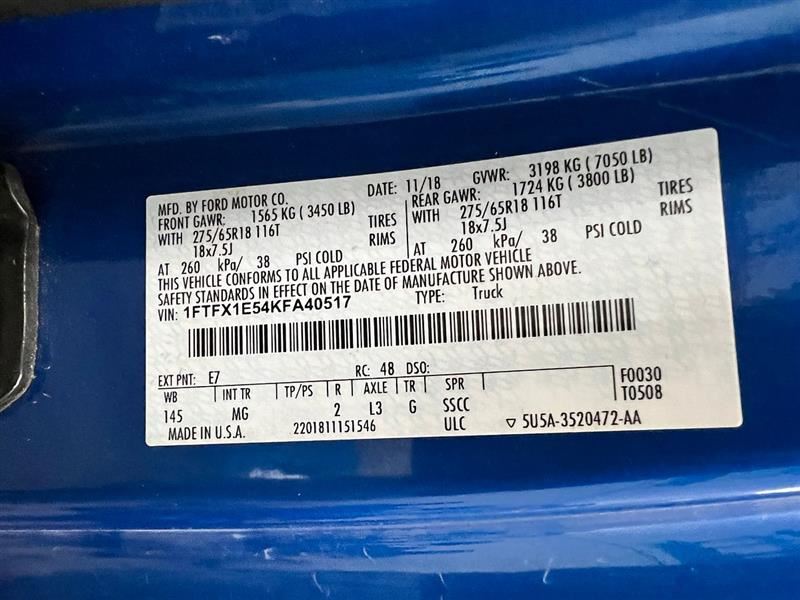 MFD. BY FORD MOTOR CO. DATE: 11/18 GVWR: 3198 KG ( 7050 LB)
FRONT GAWR: 1565 KG ( 3450 LB) REAR GAWR: 1724 KG ( 3800 LB)
WITH 275/65R18 116T TIRES WITH 275/65R18 116T TIRES
18x7.5J RIMS 18x7.5J RIMS
AT 260 kPa/ 38 PSI COLD AT 260 kPa/ 38 PSI COLD
THIS VEHICLE CONFORMS TO ALL APPLICABLE FEDERAL MOTOR VEHICLE
SAFETY STANDARDS IN EFFECT ON THE DATE OF MANUFACTURE SHOWN ABOVE.
VIN: 1FTFX1E54KFA40517 TYPE: Truck
EXT PNT: E7 RC: 48 DSO: F0030
WB INT TR TP/PS R AXLE TR SPR T0508
145 MG 2 L3 G SSCC
MADE IN U.S.A. 2201811151546 ULC ▽ 5U5A-3520472-AA